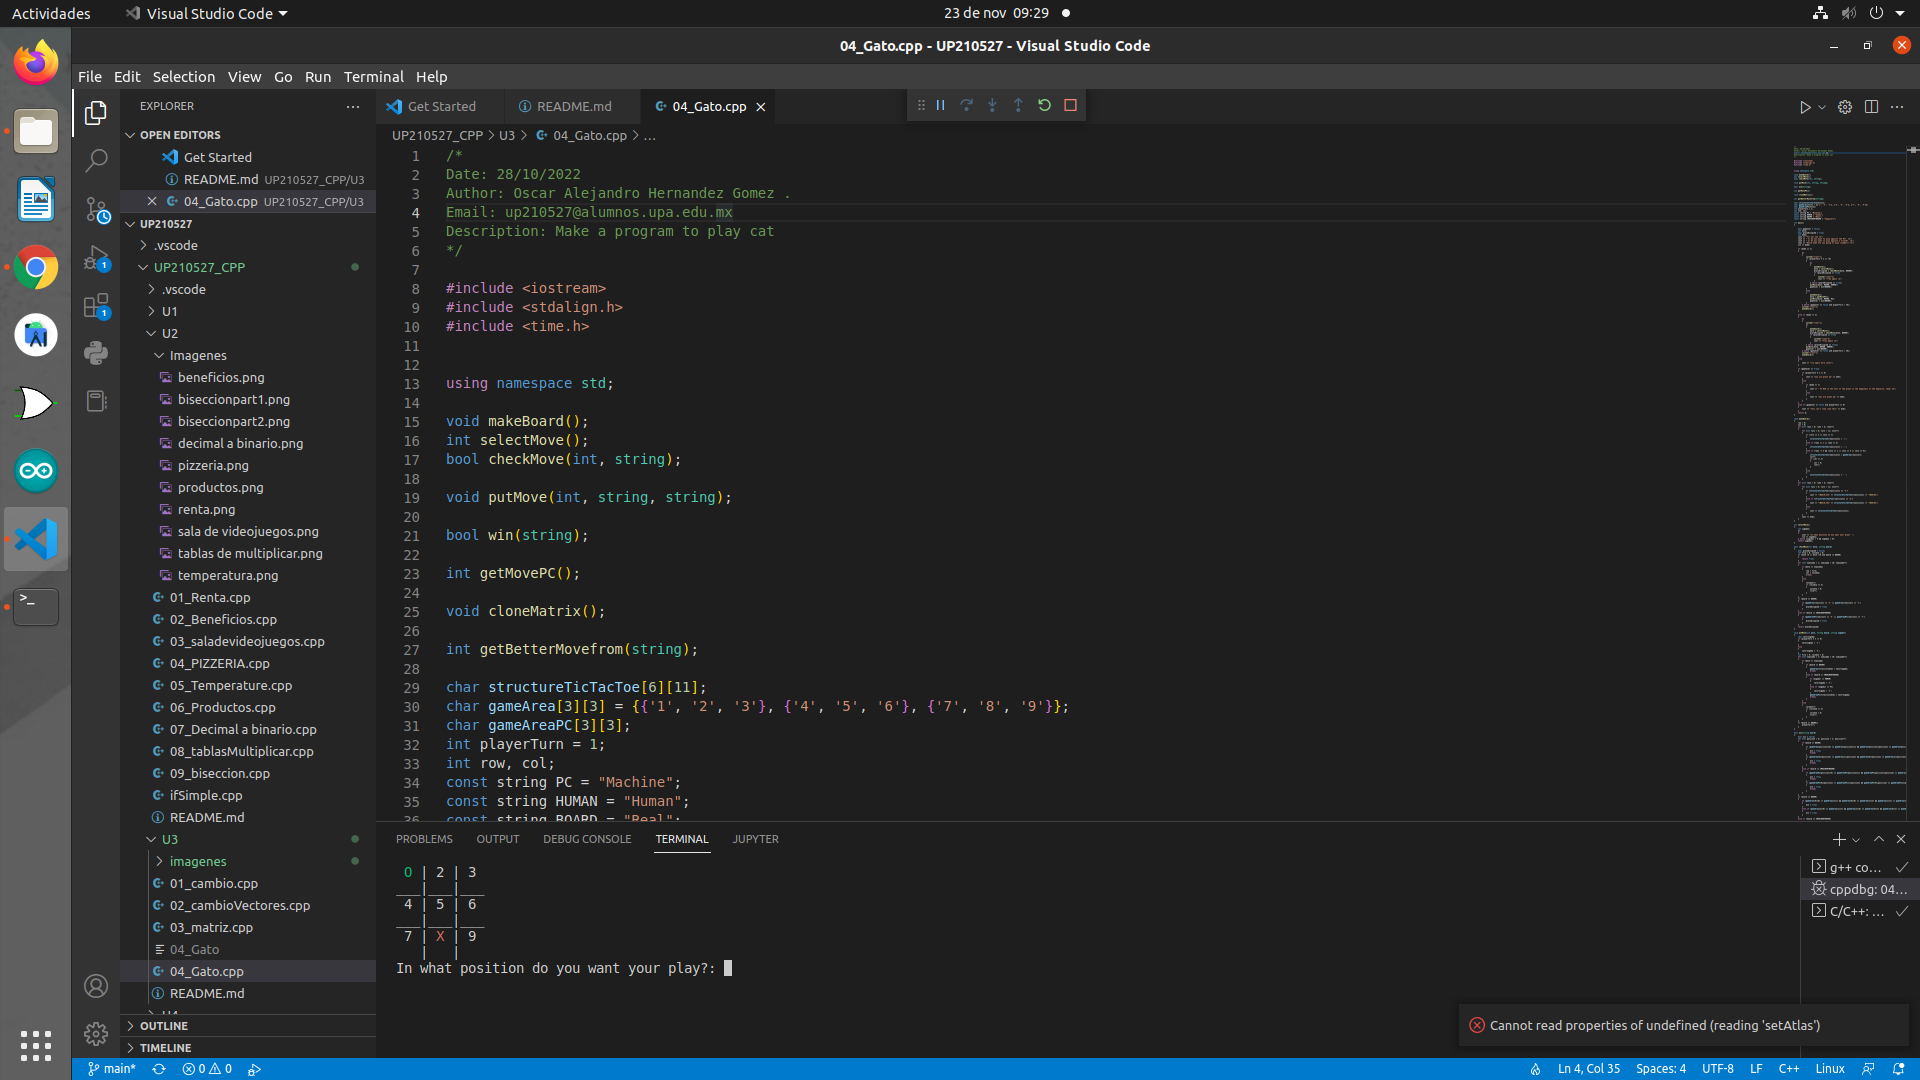 Actividades
Visual Studio Code
23 de nov 09:29
04_Gato.cpp - UP210527 - Visual Studio Code
File Edit Selection View Go Run Terminal Help
EXPLORER
OPEN EDITORS
Get Started
README.md UP210527_CPP/U3
04_Gato.cpp UP210527_CPP/U3
UP210527
.vscode
UP210527_CPP
.vscode
U1
U2
Imagenes
beneficios.png
biseccionpart1.png
biseccionpart2.png
decimal a binario.png
pizzeria.png
productos.png
renta.png
sala de videojuegos.png
tablas de multiplicar.png
temperatura.png
01_Renta.cpp
02_Beneficios.cpp
03_saladevideojuegos.cpp
04_PIZZERIA.cpp
05_Temperature.cpp
06_Productos.cpp
07_Decimal a binario.cpp
08_tablasMultiplicar.cpp
09_biseccion.cpp
ifSimple.cpp
README.md
U3
imagenes
01_cambio.cpp
02_cambioVectores.cpp
03_matriz.cpp
04_Gato
04_Gato.cpp
README.md
OUTLINE
TIMELINE
Get Started README.md 04_Gato.cpp
UP210527_CPP > U3 > 04_Gato.cpp > ...
1 /*
2 Date: 28/10/2022
3 Author: Oscar Alejandro Hernandez Gomez .
4 Email: up210527@alumnos.upa.edu.mx
5 Description: Make a program to play cat
6 */
7
8 #include <iostream>
9 #include <stdalign.h>
10 #include <time.h>
11
12
13 using namespace std;
14
15 void makeBoard();
16 int selectMove();
17 bool checkMove(int, string);
18
19 void putMove(int, string, string);
20
21 bool win(string);
22
23 int getMovePC();
24
25 void cloneMatrix();
26
27 int getBetterMovefrom(string);
28
29 char structureTicTacToe[6][11];
30 char gameArea[3][3] = {{'1', '2', '3'}, {'4', '5', '6'}, {'7', '8', '9'}};
31 char gameAreaPC[3][3];
32 int playerTurn = 1;
33 int row, col;
34 const string PC = "Machine";
35 const string HUMAN = "Human";
36 const string BOARD = "Real";
PROBLEMS OUTPUT DEBUG CONSOLE TERMINAL JUPYTER
 O | 2 | 3
___|___|___
 4 | 5 | 6
___|___|___
 7 | X | 9
   |   |
In what position do you want your play?:
g++ co...
cppdbg: 04...
C/C++: ...
Cannot read properties of undefined (reading 'setAtlas')
main* 0 0
Ln 4, Col 35 Spaces: 4 UTF-8 LF C++ Linux